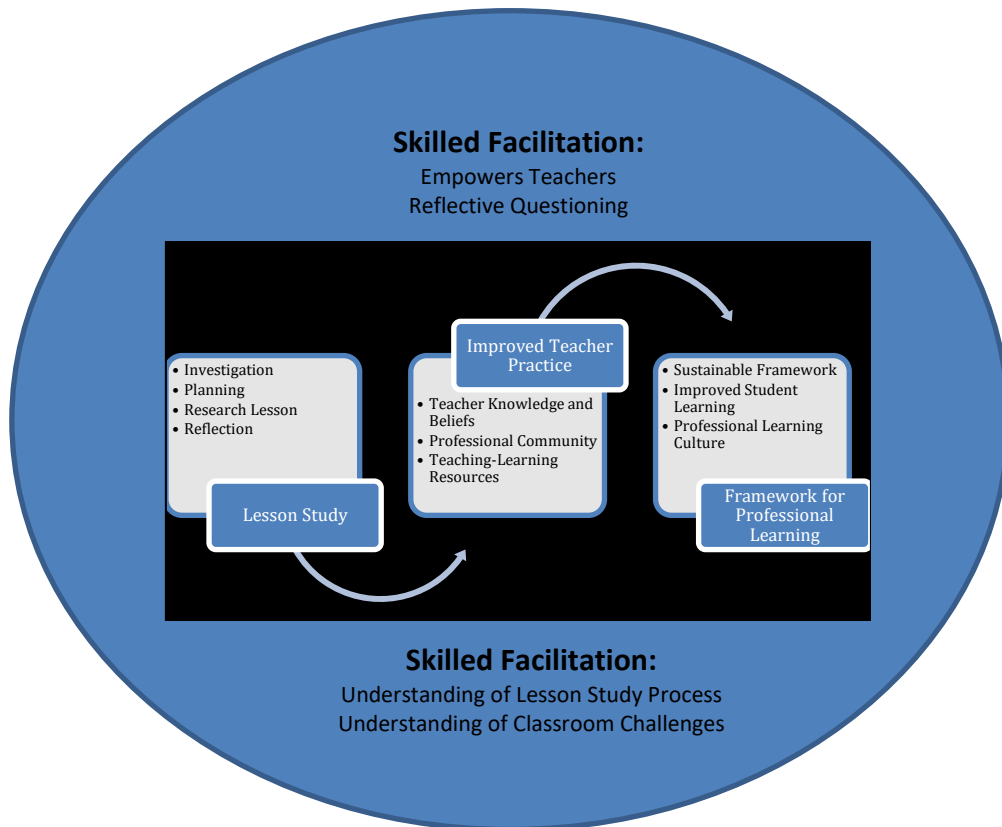 Skilled Facilitation:
Empowers Teachers
Reflective Questioning
• Investigation
• Planning
• Research Lesson
• Reflection
Lesson Study
Improved Teacher
Practice
• Teacher Knowledge and
Beliefs
• Professional Community
• Teaching-Learning
Resources
• Sustainable Framework
• Improved Student
Learning
• Professional Learning
Culture
Framework for
Professional
Learning
Skilled Facilitation:
Understanding of Lesson Study Process
Understanding of Classroom Challenges